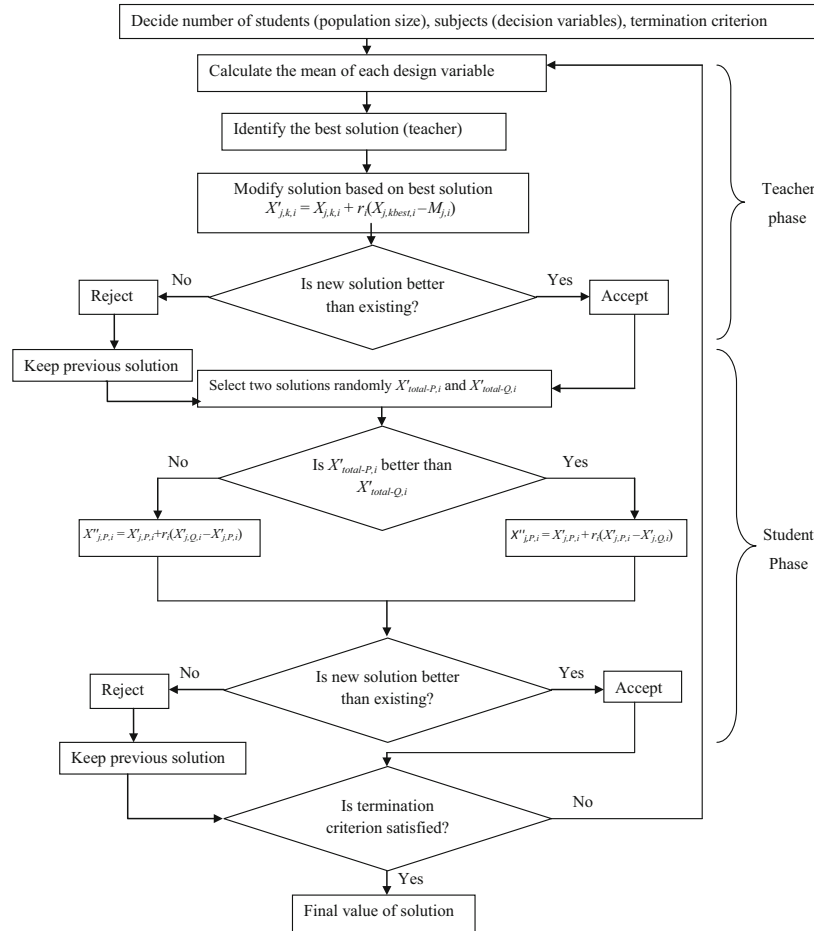 Decide number of students (population size), subjects (decision variables), termination criterion
Calculate the mean of each design variable
Identify the best solution (teacher)
Modify solution based on best solution
X'j,k,i = Xj,k,i + ri(Xj,kbest,i – Mj,i)
Teacher
phase
Is new solution better
than existing?
No
Yes
Reject
Accept
Keep previous solution
Select two solutions randomly X'total-P,i and X'total-Q,i
Is X'total-P,i better than
X'total-Q,i
No
Yes
X''j,P,i = X'j,P,i+ri(X'j,Q,i–X'j,P,i)
X''j,P,i = X'j,P,i + ri(X'j,P,i–X'j,Q,i)
Student
Phase
Is new solution better
than existing?
No
Yes
Reject
Accept
Keep previous solution
Is termination
criterion satisfied?
No
Yes
Final value of solution